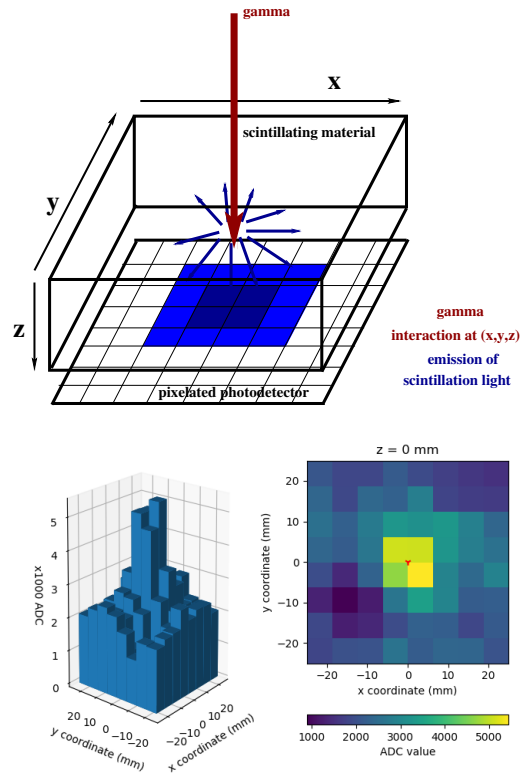 gamma
x
scintillating material
y
z
gamma
interaction at (x,y,z)
emission of
scintillation light
pixelated photodetector
z = 0 mm
5
4
3
2
1
0
x1000 ADC
20
10
0
−10
−20
y coordinate (mm)
−20
−10
0
10
20
x coordinate (mm)
20
10
0
−10
−20
y coordinate (mm)
−20 −10 0 10 20
x coordinate (mm)
1000 2000 3000 4000 5000
ADC value